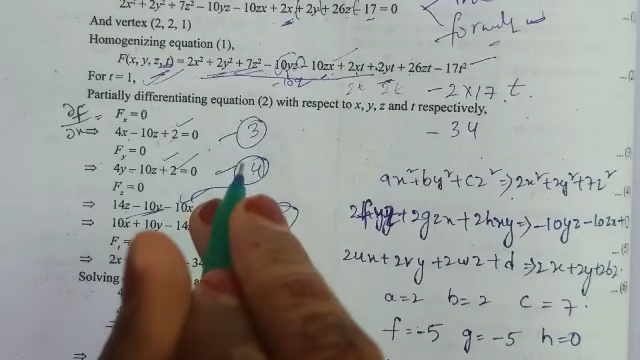 2x² + 2y² + 7z² − 10yz − 10zx + 2x + 2y + 26z − 17 = 0
And vertex (2, 2, 1)
formula
Homogenizing equation (1),
F(x, y, z, t) = 2x² + 2y² + 7z² − 10yz − 10zx + 2xt + 2yt + 26zt − 17t²
For t = 1,
− 2×17.t
Partially differentiating equation (2) with respect to x, y, z and t respectively,
∂F/∂x
Fₓ = 0
− 34
⇒ 4x − 10z + 2 = 0
3
F_y = 0
⇒ 4y − 10z + 2 = 0
4
F_z = 0
ax²+by²+cz² ⇒ 2x²+2y²+7z²
⇒ 14z − 10y − 10x
2fyz+2gzx+2hxy ⇒ −10yz−10zx+0
⇒ 10x + 10y − 14
2ux+2vy+2wz+d ⇒ 2x+2y+26z
⇒ 2x
34
a=2 b=2 c=7
Solving
f=−5 g=−5 h=0
⇒